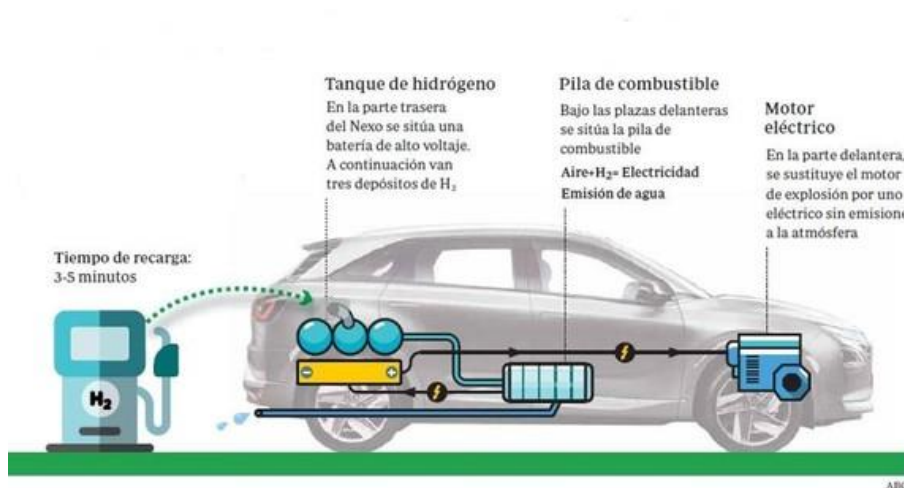 Tanque de hidrógeno
En la parte trasera
del Nexo se sitúa una
batería de alto voltaje.
A continuación van
tres depósitos de H₂
Pila de combustible
Bajo las plazas delanteras
se sitúa la pila de
combustible
Aire+H₂= Electricidad
Emisión de agua
Motor
eléctrico
En la parte delantera,
se sustituye el motor
de explosión por uno
eléctrico sin emisione
a la atmósfera
Tiempo de recarga:
3-5 minutos
H₂